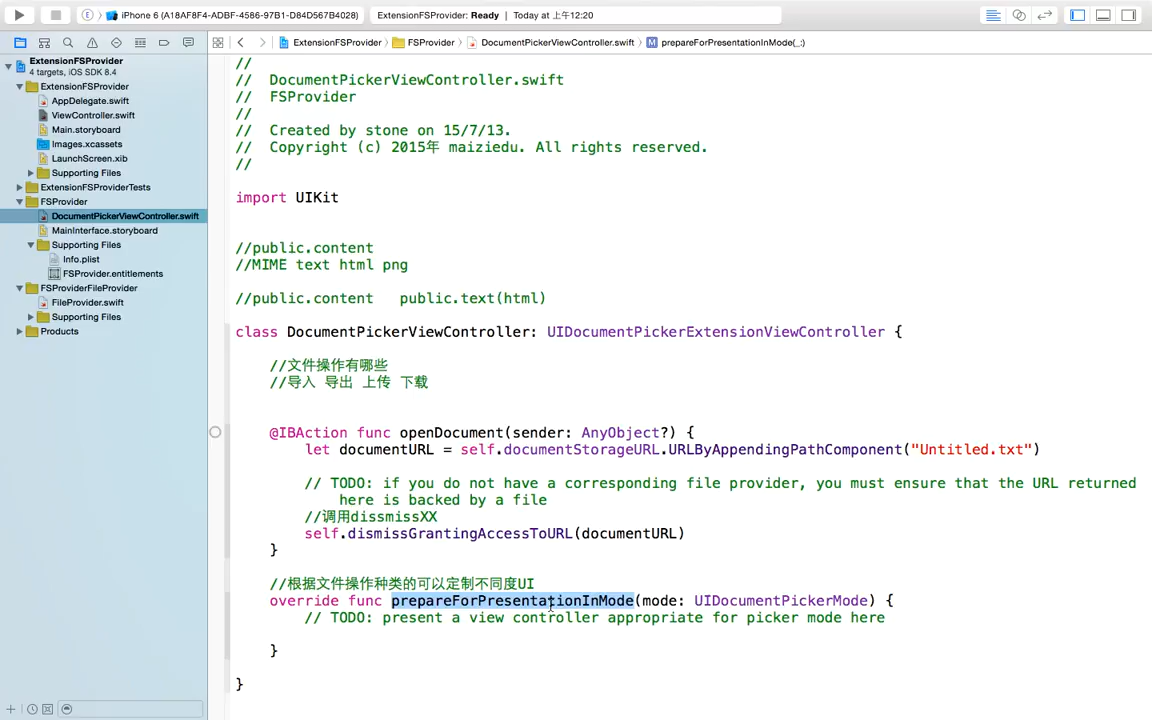 iPhone 6 (A18AF8F4-ADBF-4586-97B1-D84D567B4028)
ExtensionFSProvider: Ready | Today at 上午12:20
ExtensionFSProvider
FSProvider
DocumentPickerViewController.swift
M prepareForPresentationInMode(_:)
ExtensionFSProvider
4 targets, iOS SDK 8.4
ExtensionFSProvider
AppDelegate.swift
ViewController.swift
Main.storyboard
Images.xcassets
LaunchScreen.xib
Supporting Files
ExtensionFSProviderTests
FSProvider
DocumentPickerViewController.swift
MainInterface.storyboard
Supporting Files
Info.plist
FSProvider.entitlements
FSProviderFileProvider
FileProvider.swift
Supporting Files
Products
//
// DocumentPickerViewController.swift
// FSProvider
//
// Created by stone on 15/7/13.
// Copyright (c) 2015年 maiziedu. All rights reserved.
//
import UIKit
//public.content
//MIME text html png
//public.content public.text(html)
class DocumentPickerViewController: UIDocumentPickerExtensionViewController {
//文件操作有哪些
//导入 导出 上传 下载
@IBAction func openDocument(sender: AnyObject?) {
let documentURL = self.documentStorageURL.URLByAppendingPathComponent("Untitled.txt")
// TODO: if you do not have a corresponding file provider, you must ensure that the URL returned
here is backed by a file
//调用dissmissXX
self.dismissGrantingAccessToURL(documentURL)
}
//根据文件操作种类的可以定制不同度UI
override func prepareForPresentationInMode(mode: UIDocumentPickerMode) {
// TODO: present a view controller appropriate for picker mode here
}
}